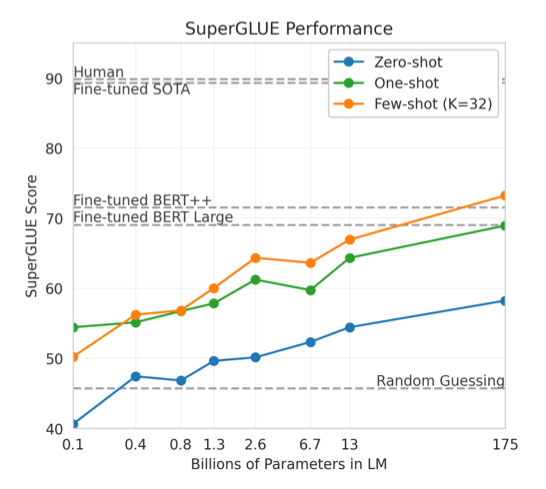 SuperGLUE Performance
Zero-shot
One-shot
Few-shot (K=32)
Human
Fine-tuned SOTA
Fine-tuned BERT++
Fine-tuned BERT Large
Random Guessing
SuperGLUE Score
90
80
70
60
50
40
0.1 0.4 0.8 1.3 2.6 6.7 13 175
Billions of Parameters in LM